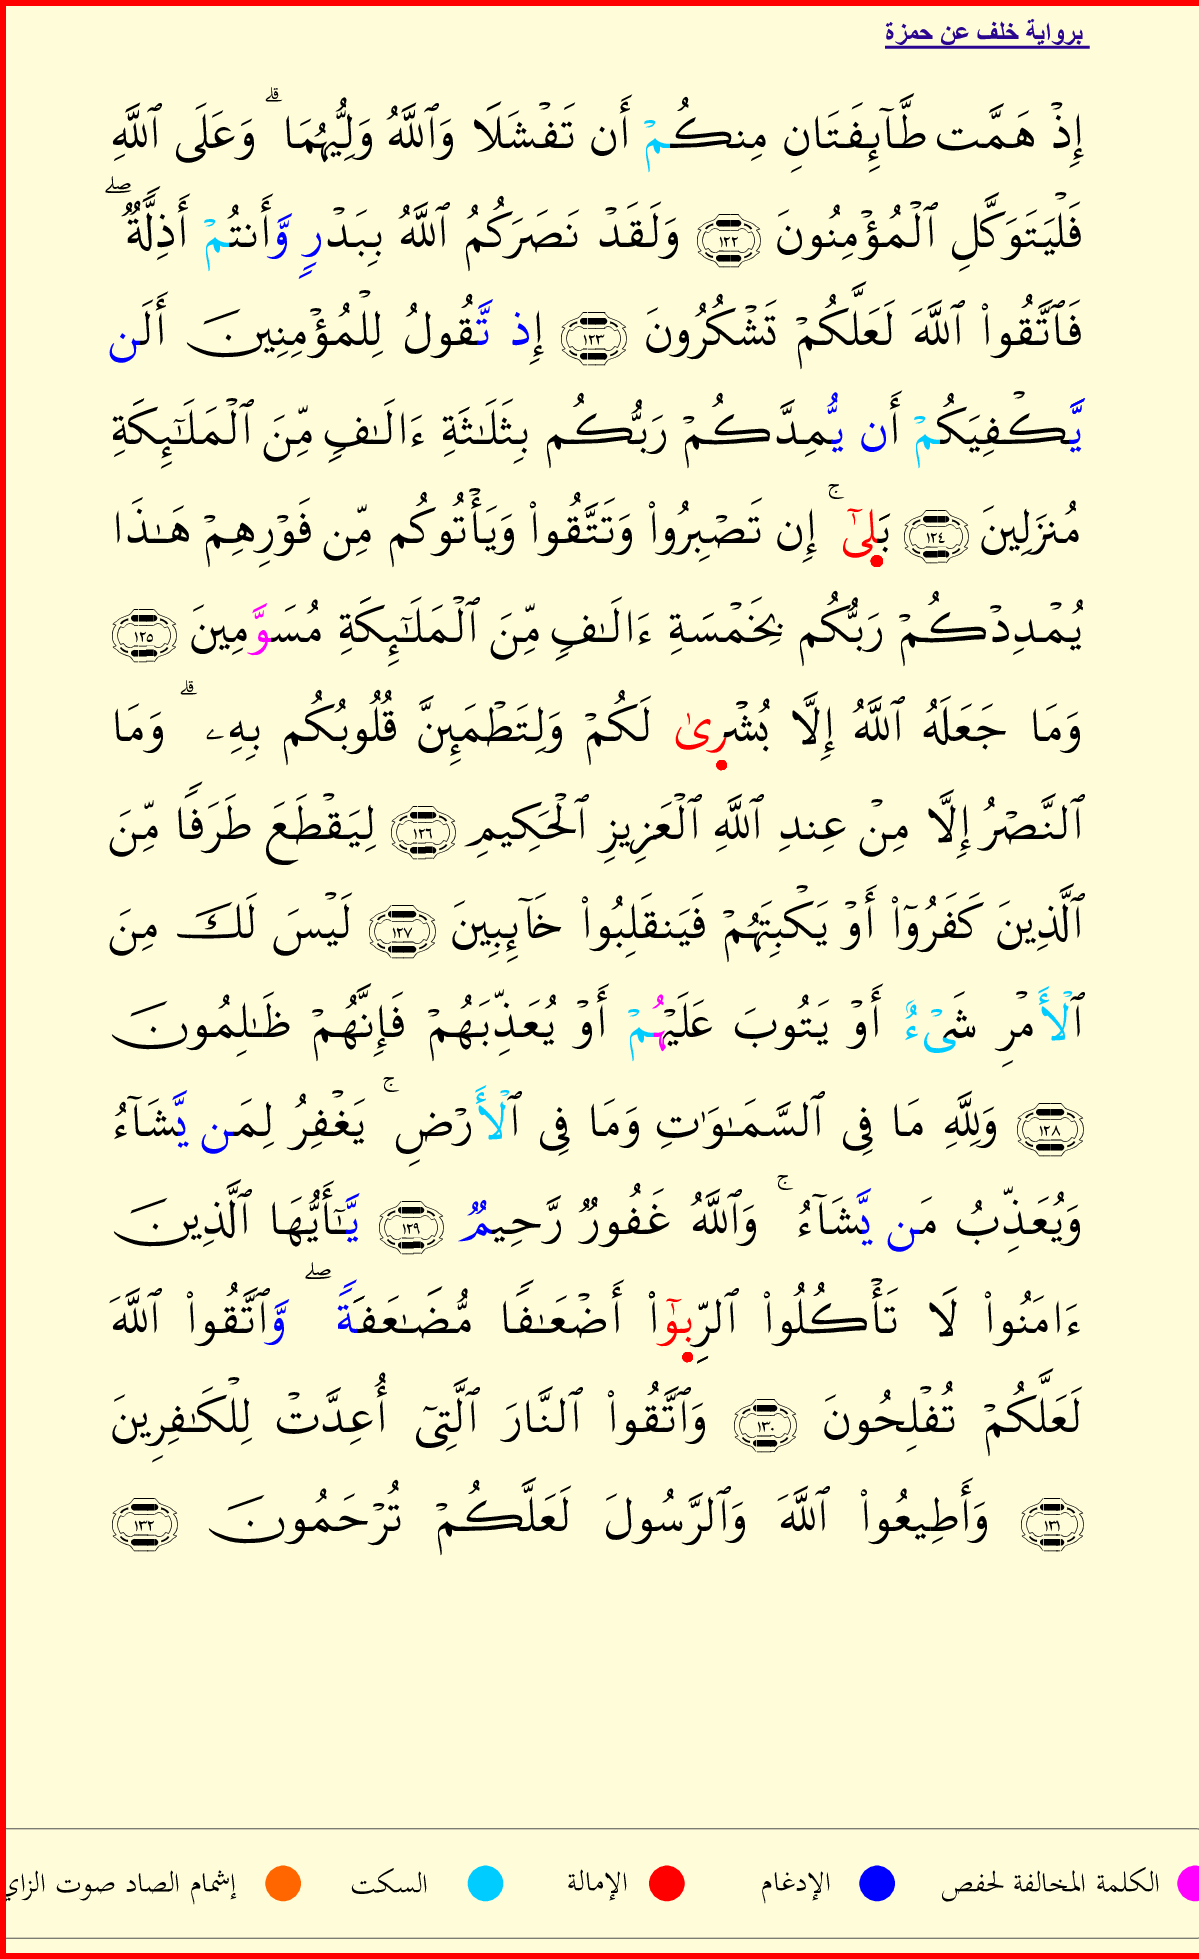 برواية خلف عن حمزة
إِذْ هَمَّت طَّآئِفَتَانِ مِنكُمْ أَن تَفْشَلَا وَٱللَّهُ وَلِيُّهُمَا ۗ وَعَلَى ٱللَّهِ
فَلْيَتَوَكَّلِ ٱلْمُؤْمِنُونَ ١٢٢ وَلَقَدْ نَصَرَكُمُ ٱللَّهُ بِبَدْرٍ وَّأَنتُمْ أَذِلَّةٌ ۖ
فَٱتَّقُوا۟ ٱللَّهَ لَعَلَّكُمْ تَشْكُرُونَ ١٢٣ إِذ تَّقُولُ لِلْمُؤْمِنِينَ أَلَن
يَّكْفِيَكُمْ أَن يُّمِدَّكُمْ رَبُّكُم بِثَلَـٰثَةِ ءَالَـٰفٍ مِّنَ ٱلْمَلَـٰٓئِكَةِ
مُنزَلِينَ ١٢٤ بَلِىٰٓ ۚ إِن تَصْبِرُوا۟ وَتَتَّقُوا۟ وَيَأْتُوكُم مِّن فَوْرِهِمْ هَـٰذَا
يُمْدِدْكُمْ رَبُّكُم بِخَمْسَةِ ءَالَـٰفٍ مِّنَ ٱلْمَلَـٰٓئِكَةِ مُسَوَّمِينَ ١٢٥
وَمَا جَعَلَهُ ٱللَّهُ إِلَّا بُشْرِىٰ لَكُمْ وَلِتَطْمَئِنَّ قُلُوبُكُم بِهِۦ ۗ وَمَا
ٱلنَّصْرُ إِلَّا مِنْ عِندِ ٱللَّهِ ٱلْعَزِيزِ ٱلْحَكِيمِ ١٢٦ لِيَقْطَعَ طَرَفًا مِّنَ
ٱلَّذِينَ كَفَرُوٓا۟ أَوْ يَكْبِتَهُمْ فَيَنقَلِبُوا۟ خَآئِبِينَ ١٢٧ لَيْسَ لَكَ مِنَ
ٱلْأَمْرِ شَىْءٌ أَوْ يَتُوبَ عَلَيْهُمْ أَوْ يُعَذِّبَهُمْ فَإِنَّهُمْ ظَـٰلِمُونَ
١٢٨ وَلِلَّهِ مَا فِى ٱلسَّمَـٰوَٰتِ وَمَا فِى ٱلْأَرْضِ ۚ يَغْفِرُ لِمَن يَّشَآءُ
وَيُعَذِّبُ مَن يَّشَآءُ ۚ وَٱللَّهُ غَفُورٌ رَّحِيمٌ ١٢٩ يَّـٰٓأَيُّهَا ٱلَّذِينَ
ءَامَنُوا۟ لَا تَأْكُلُوا۟ ٱلرِّبِوٰٓا۟ أَضْعَـٰفًا مُّضَـٰعَفَةً ۖ وَّٱتَّقُوا۟ ٱللَّهَ
لَعَلَّكُمْ تُفْلِحُونَ ١٣٠ وَٱتَّقُوا۟ ٱلنَّارَ ٱلَّتِىٓ أُعِدَّتْ لِلْكَـٰفِرِينَ
١٣١ وَأَطِيعُوا۟ ٱللَّهَ وَٱلرَّسُولَ لَعَلَّكُمْ تُرْحَمُونَ ١٣٢
الكلمة المخالفة لحفص الإدغام الإمالة السكت إشمام الصاد صوت الزاي